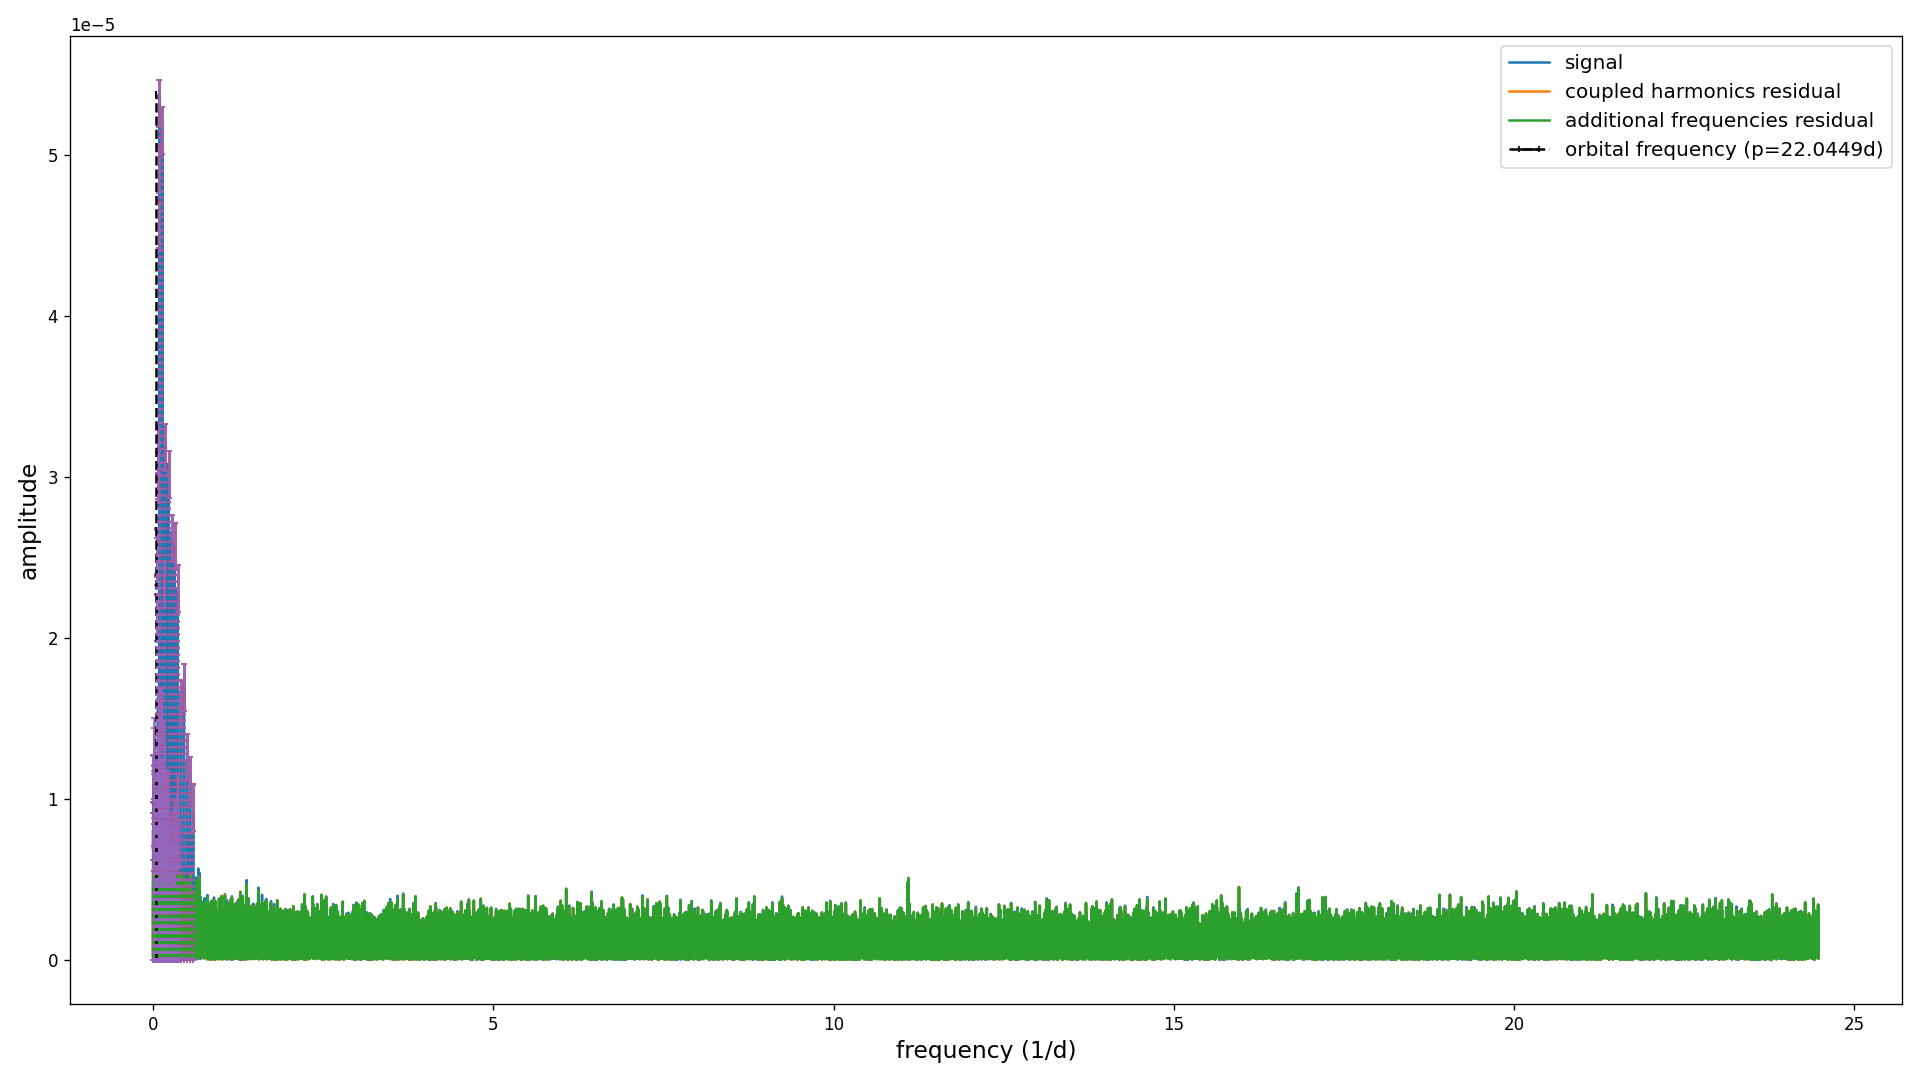 1e−5
signal
coupled harmonics residual
additional frequencies residual
orbital frequency (p=22.0449d)
5
4
3
2
1
0
amplitude
0 5 10 15 20 25
frequency (1/d)